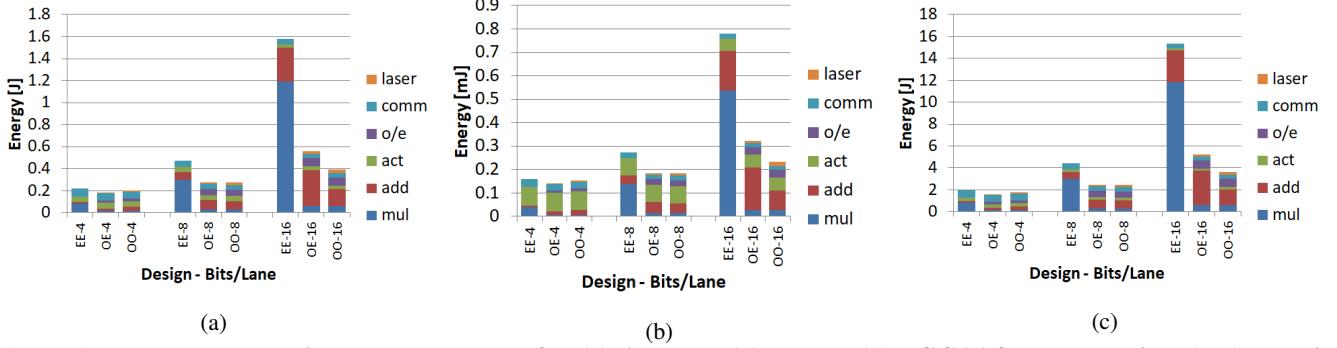 1.8
1.6
1.4
1.2
1
0.8
0.6
0.4
0.2
0
Energy [J]
EE-4
OE-4
OO-4
EE-8
OE-8
OO-8
EE-16
OE-16
OO-16
Design - Bits/Lane
laser
comm
o/e
act
add
mul
(a)
0.9
0.8
0.7
0.6
0.5
0.4
0.3
0.2
0.1
0
Energy [mJ]
EE-4
OE-4
OO-4
EE-8
OE-8
OO-8
EE-16
OE-16
OO-16
Design - Bits/Lane
laser
comm
o/e
act
add
mul
(b)
18
16
14
12
10
8
6
4
2
0
Energy [J]
EE-4
OE-4
OO-4
EE-8
OE-8
OO-8
EE-16
OE-16
OO-16
Design - Bits/Lane
laser
comm
o/e
act
add
mul
(c)